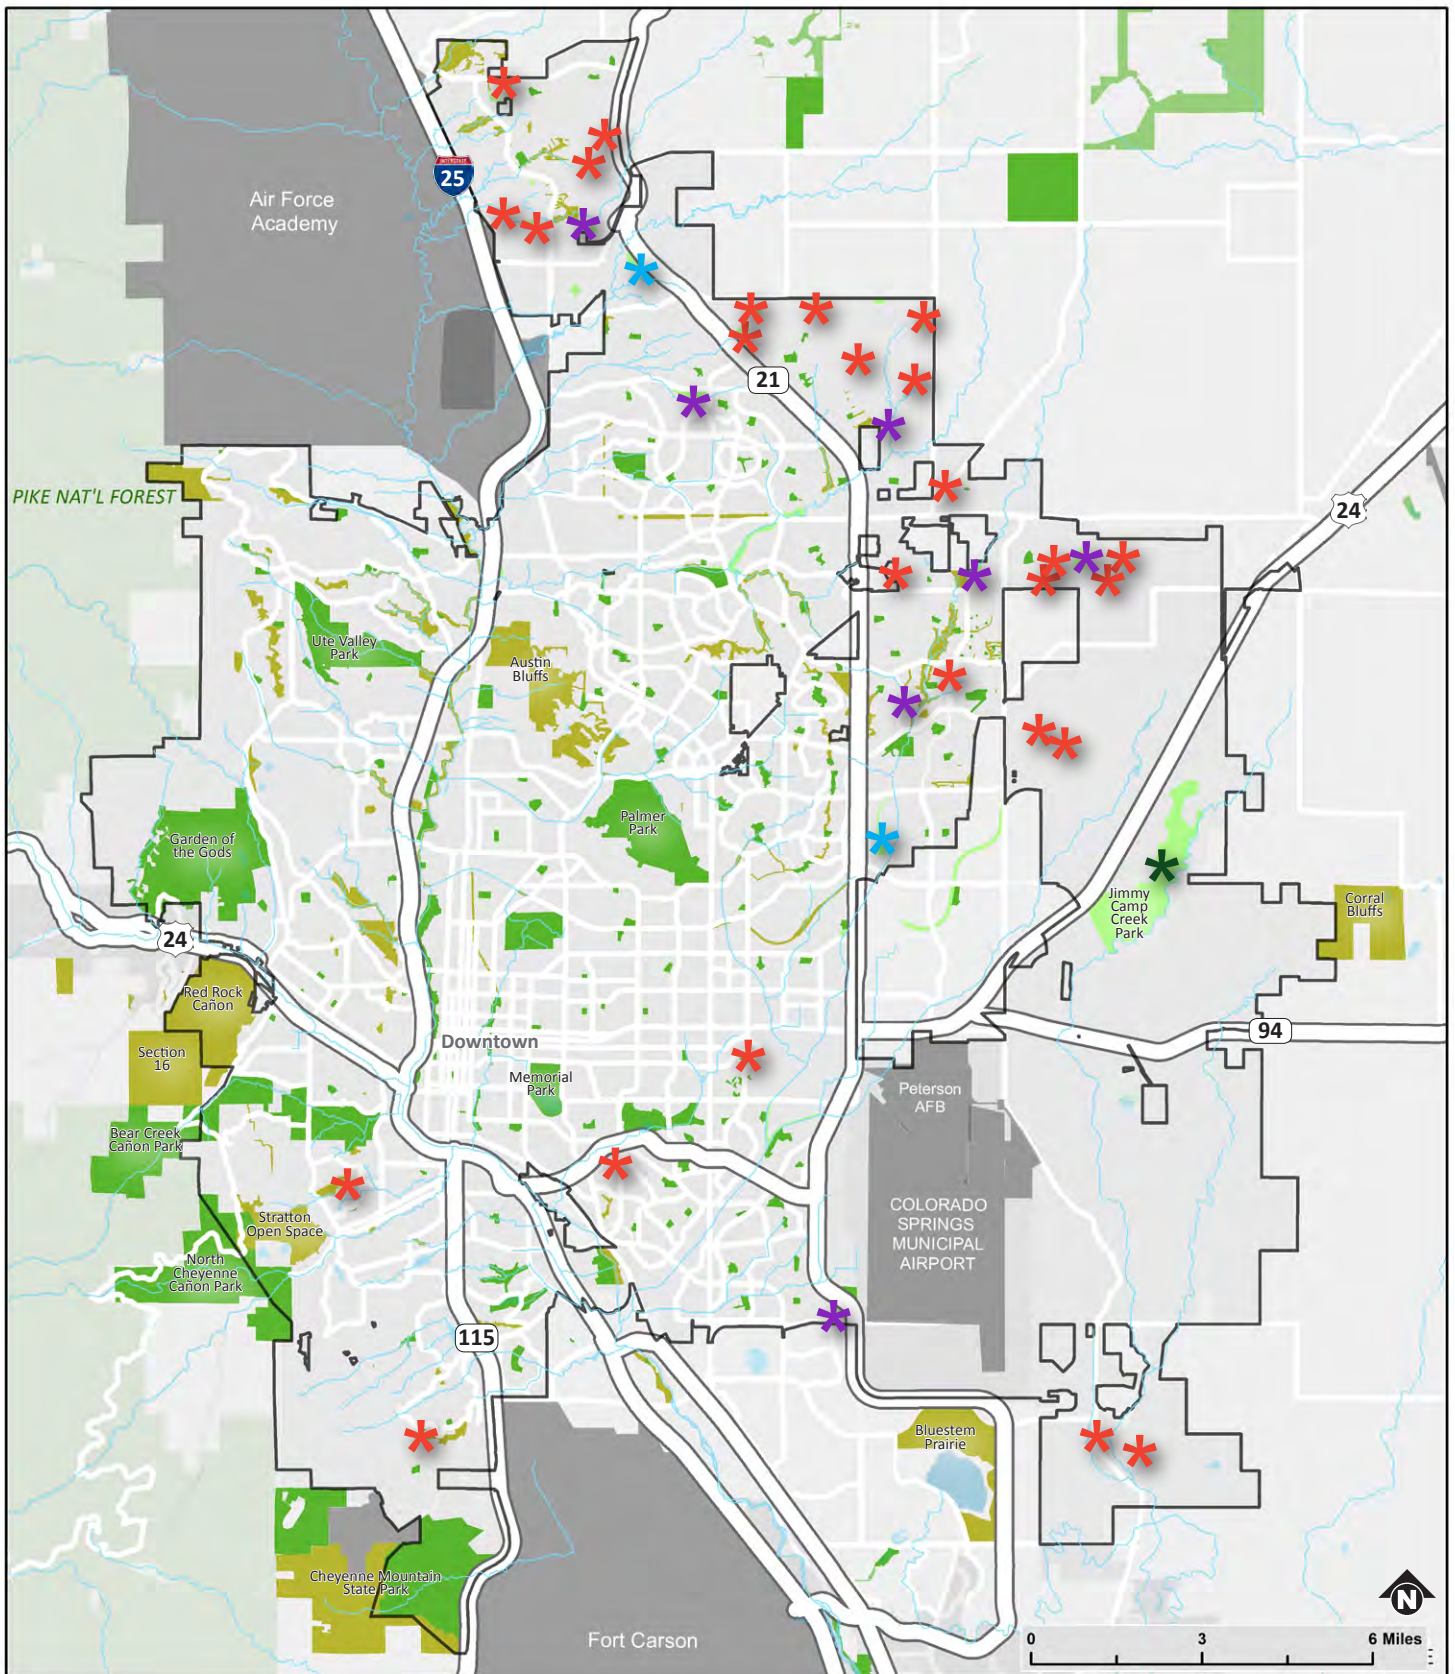 INTERSTATE
25
Air Force
Academy
21
PIKE NAT'L FOREST
24
Ute Valley
Park
Austin
Bluffs
Palmer
Park
Garden of
the Gods
Jimmy
Camp
Creek
Park
Corral
Bluffs
24
Red Rock
Cañon
94
Downtown
Section
16
Memorial
Park
Peterson
AFB
Bear Creek
Cañon Park
COLORADO
SPRINGS
MUNICIPAL
AIRPORT
Stratton
Open Space
North
Cheyenne
Cañon Park
115
Bluestem
Prairie
Cheyenne Mountain
State Park
Fort Carson
N
0 3 6 Miles